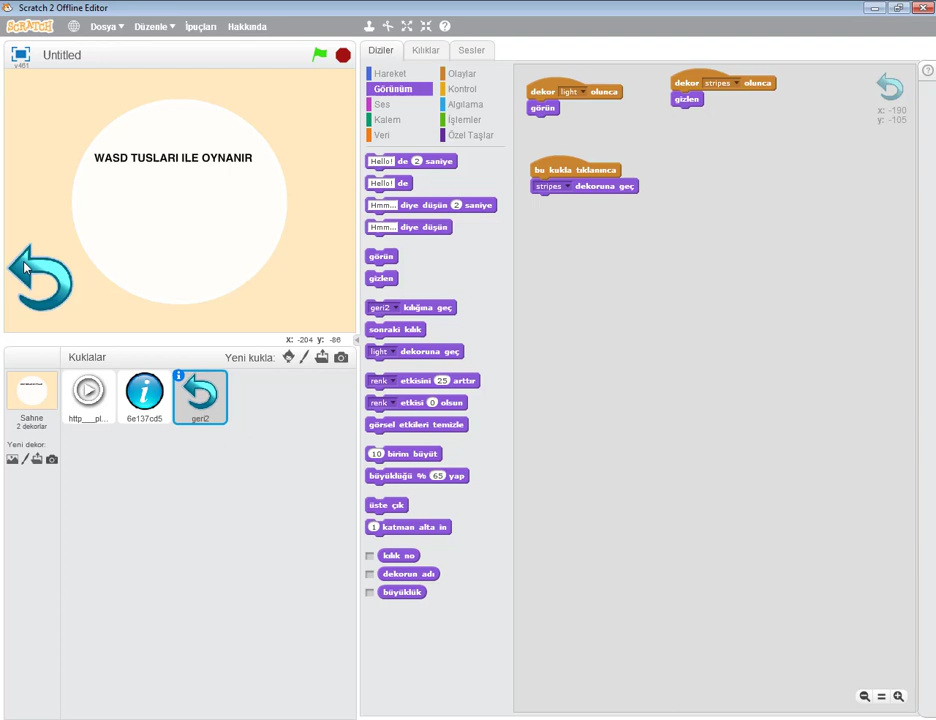 Scratch 2 Offline Editor
SCRATCH Dosya Düzenle İpuçları Hakkında
v461 Untitled
WASD TUSLARI ILE OYNANIR
x: -204 y: -86
Kuklalar Yeni kukla:
Sahne
2 dekorlar
Yeni dekor:
http___pl...
6e137cd5
geri2
Diziler Kılıklar Sesler
Hareket Olaylar
Görünüm Kontrol
Ses Algılama
Kalem İşlemler
Veri Özel Taşlar
Hello! de 2 saniye
Hello! de
Hmm... diye düşün 2 saniye
Hmm... diye düşün
görün
gizlen
geri2 kılığına geç
sonraki kılık
light dekoruna geç
renk etkisini 25 arttır
renk etkisi 0 olsun
görsel etkileri temizle
10 birim büyüt
büyüklüğü % 65 yap
üste çık
1 katman alta in
kılık no
dekorun adı
büyüklük
dekor light olunca
görün
dekor stripes olunca
gizlen
bu kukla tıklanınca
stripes dekoruna geç
x: -190
y: -105